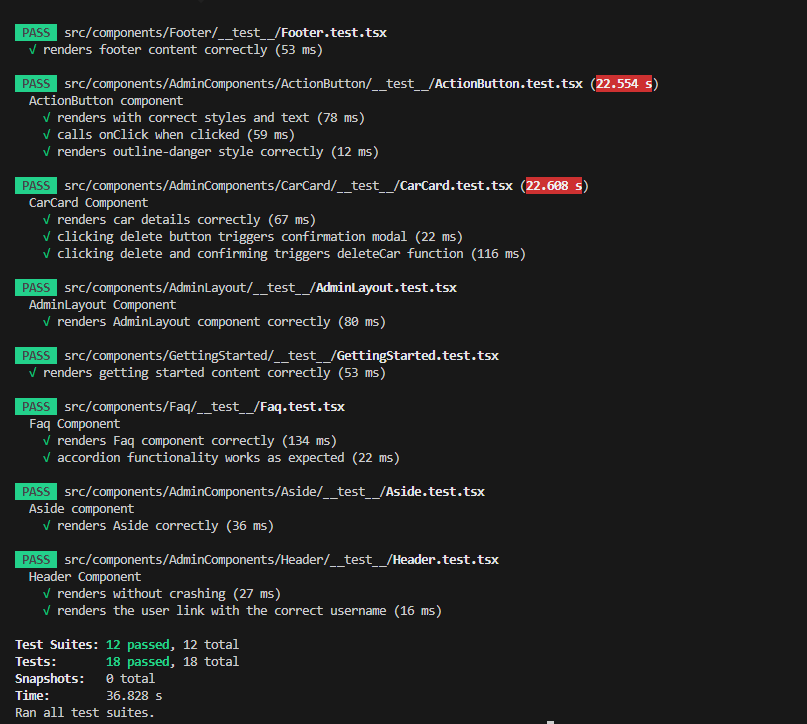 PASS src/components/Footer/__test__/Footer.test.tsx
√ renders footer content correctly (53 ms)
PASS src/components/AdminComponents/ActionButton/__test__/ActionButton.test.tsx (22.554 s)
ActionButton component
√ renders with correct styles and text (78 ms)
√ calls onClick when clicked (59 ms)
√ renders outline-danger style correctly (12 ms)
PASS src/components/AdminComponents/CarCard/__test__/CarCard.test.tsx (22.608 s)
CarCard Component
√ renders car details correctly (67 ms)
√ clicking delete button triggers confirmation modal (22 ms)
√ clicking delete and confirming triggers deleteCar function (116 ms)
PASS src/components/AdminLayout/__test__/AdminLayout.test.tsx
AdminLayout Component
√ renders AdminLayout component correctly (80 ms)
PASS src/components/GettingStarted/__test__/GettingStarted.test.tsx
√ renders getting started content correctly (53 ms)
PASS src/components/Faq/__test__/Faq.test.tsx
Faq Component
√ renders Faq component correctly (134 ms)
√ accordion functionality works as expected (22 ms)
PASS src/components/AdminComponents/Aside/__test__/Aside.test.tsx
Aside component
√ renders Aside correctly (36 ms)
PASS src/components/AdminComponents/Header/__test__/Header.test.tsx
Header Component
√ renders without crashing (27 ms)
√ renders the user link with the correct username (16 ms)
Test Suites: 12 passed, 12 total
Tests: 18 passed, 18 total
Snapshots: 0 total
Time: 36.828 s
Ran all test suites.